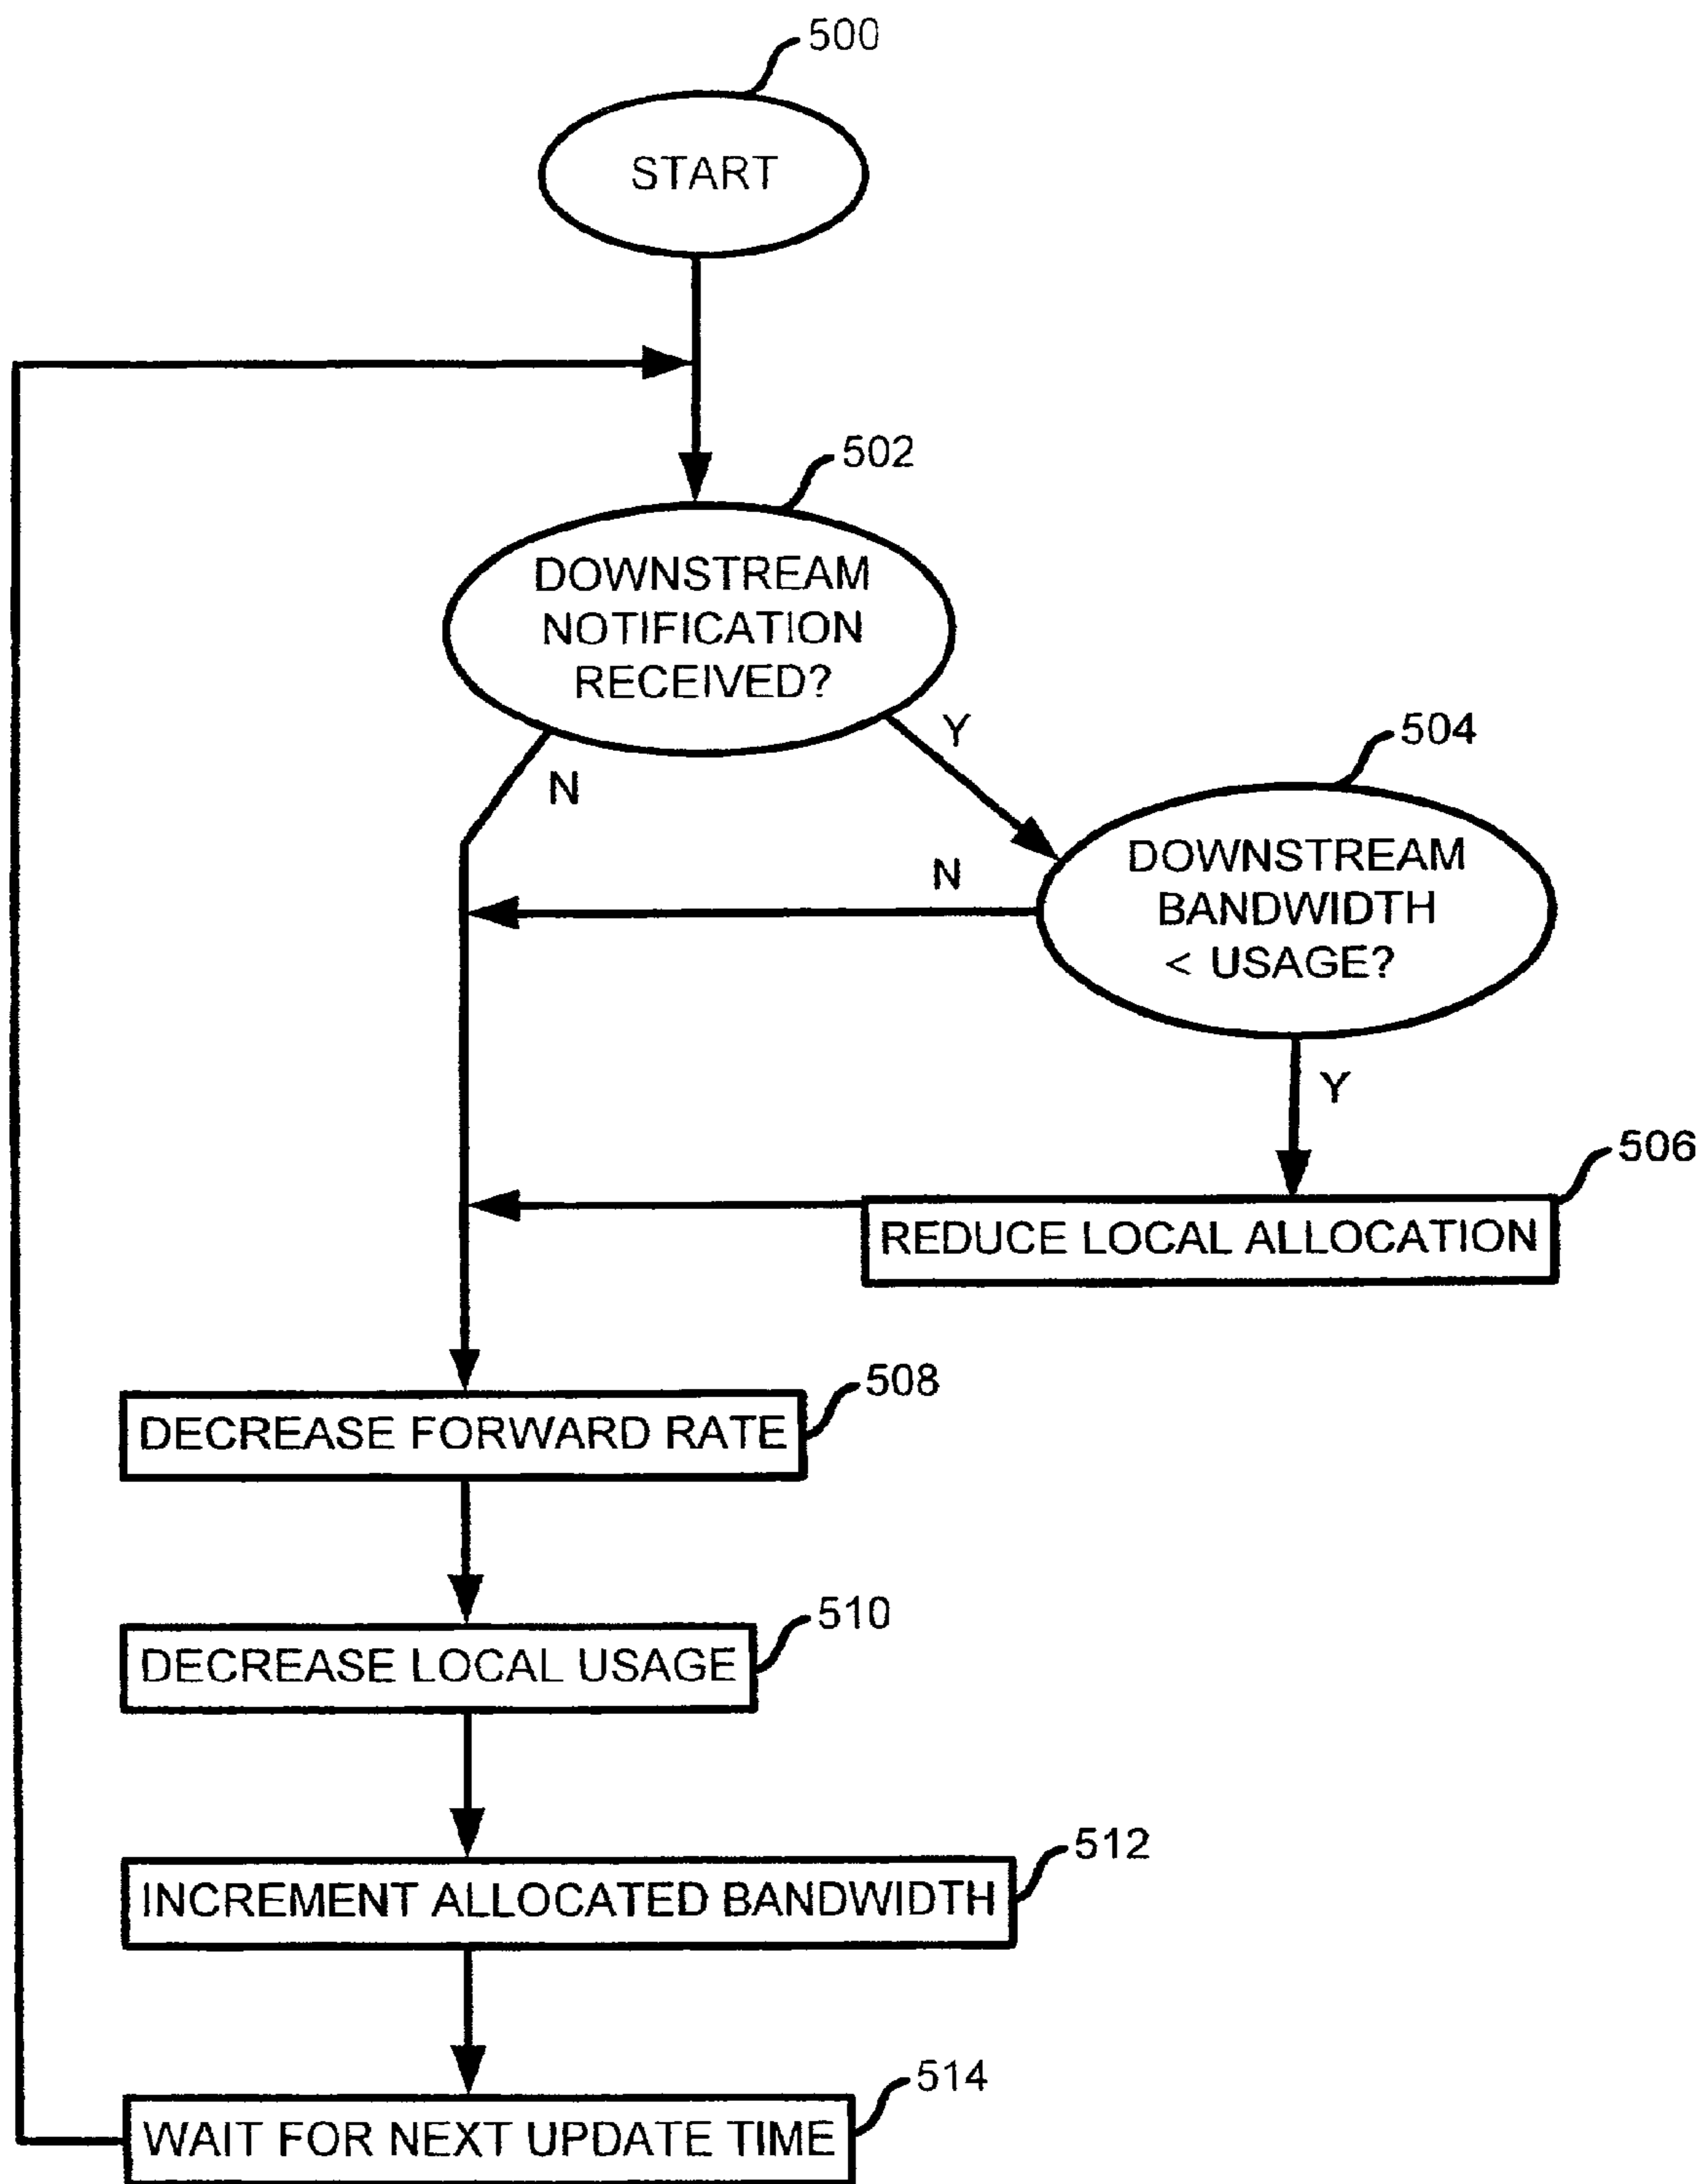 500
START
502
DOWNSTREAM
NOTIFICATION
RECEIVED?
Y
N
504
DOWNSTREAM
BANDWIDTH
< USAGE?
N
Y
506
REDUCE LOCAL ALLOCATION
508
DECREASE FORWARD RATE
510
DECREASE LOCAL USAGE
512
INCREMENT ALLOCATED BANDWIDTH
514
WAIT FOR NEXT UPDATE TIME